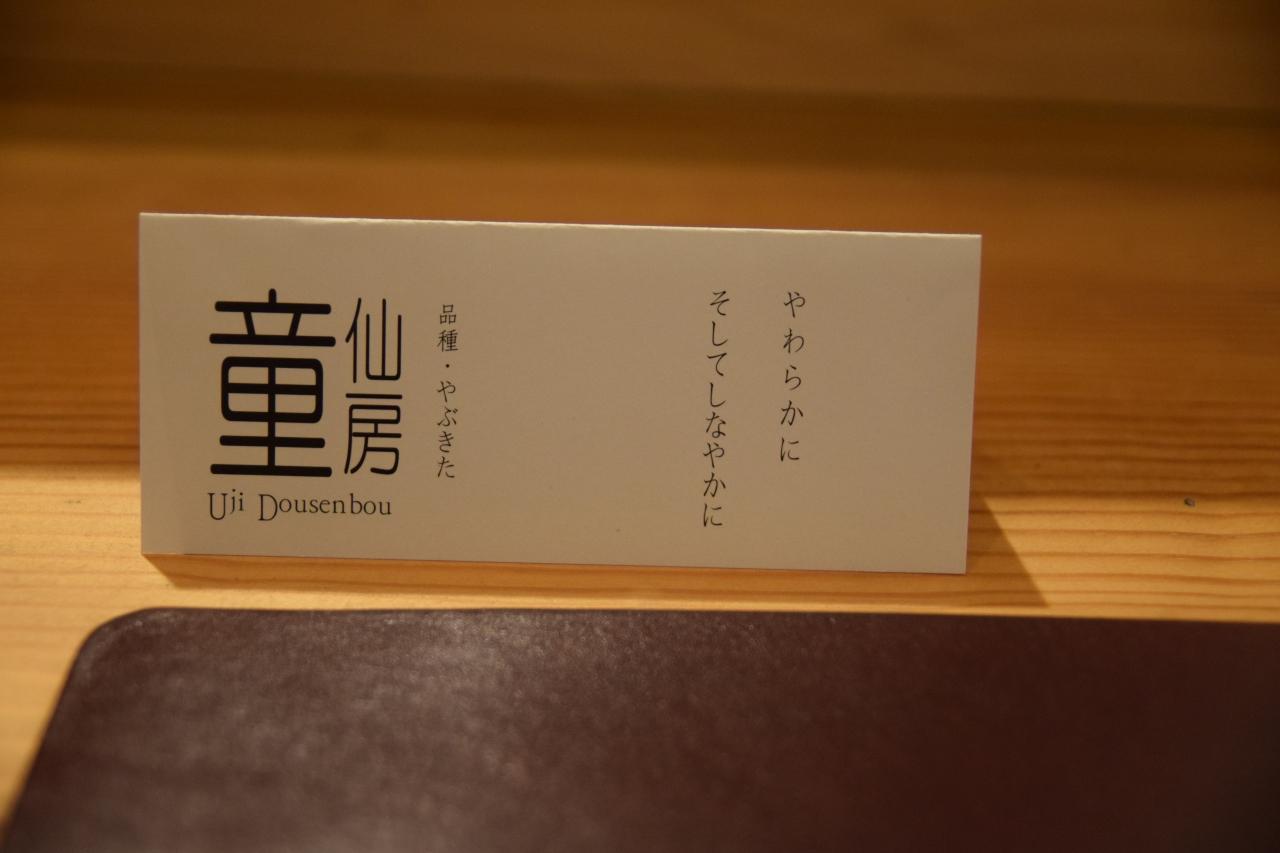 やわらかに
そしてしなやかに
品種・やぶきた
童仙房
Uji Dousenbou